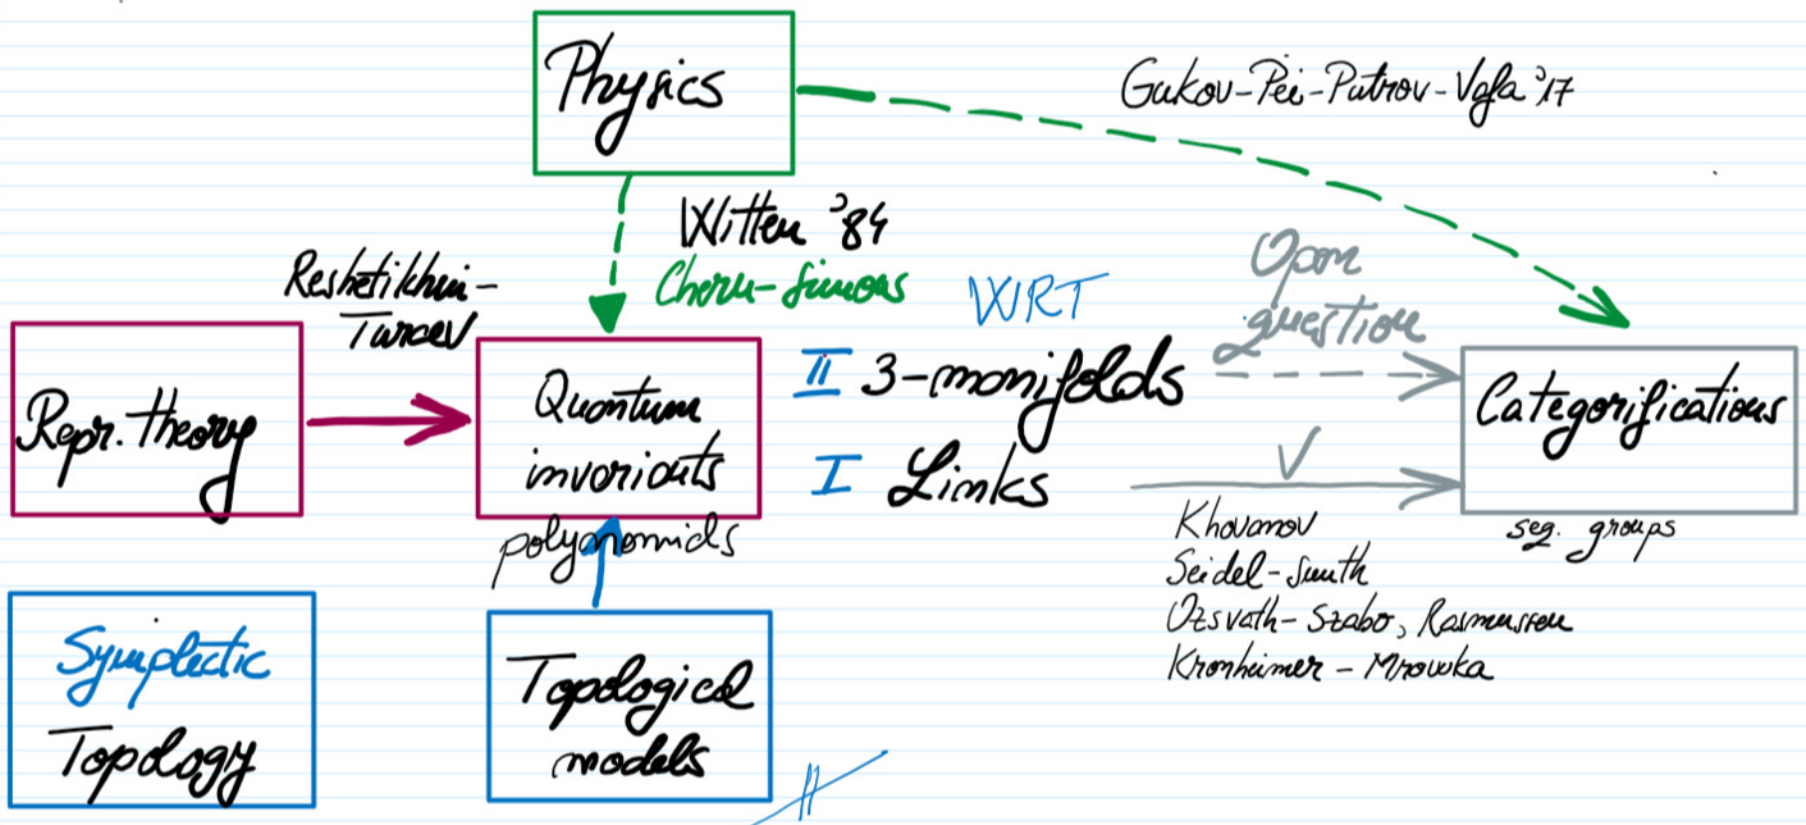 Physics
Gukov-Pei-Putrov-Vafa '17
Witten '84
Chern-Simons
Reshetikhin-
Turaev
WRT
Open
question
Repr. theory
Quantum
invariants
polynomials
II 3-manifolds
I Links
Categorifications
seq. groups
Khovanov
Seidel-Smith
Ozsvath-Szabo, Rasmussen
Kronheimer - Mrowka
Symplectic
Topology
Topological
models